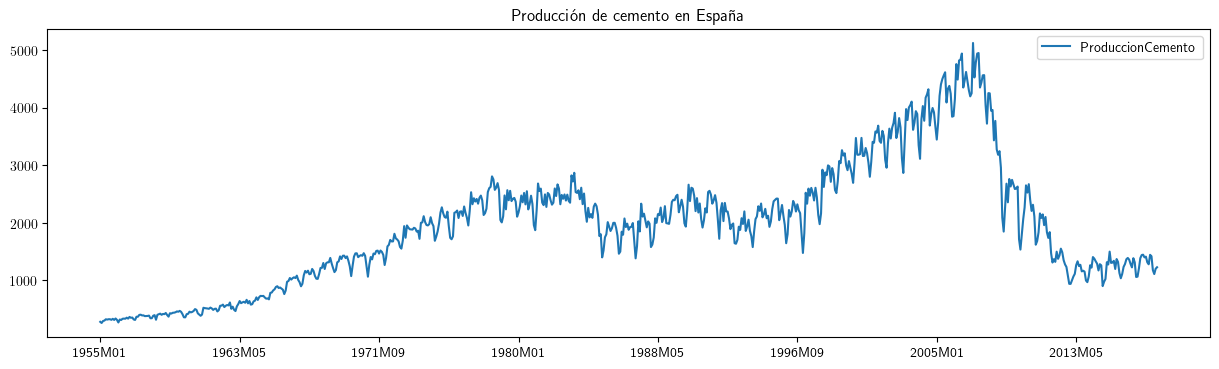 Producción de cemento en España
ProduccionCemento
5000
4000
3000
2000
1000
1955M01 1963M05 1971M09 1980M01 1988M05 1996M09 2005M01 2013M05